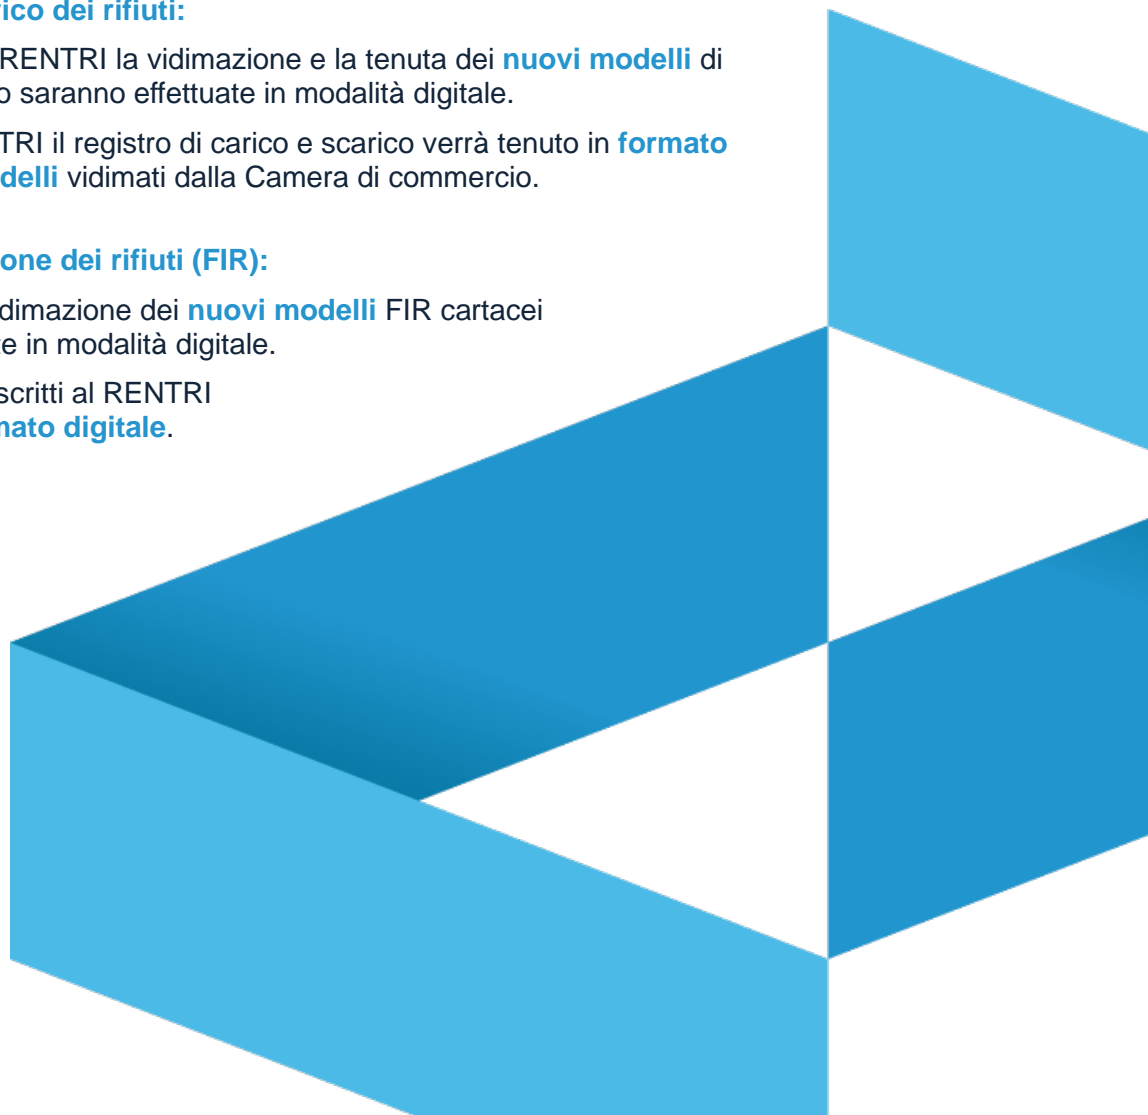 ico dei rifiuti:
RENTRI la vidimazione e la tenuta dei nuovi modelli di
o saranno effettuate in modalità digitale.
TRI il registro di carico e scarico verrà tenuto in formato
delli vidimati dalla Camera di commercio.
one dei rifiuti (FIR):
dimazione dei nuovi modelli FIR cartacei
te in modalità digitale.
scritti al RENTRI
mato digitale.